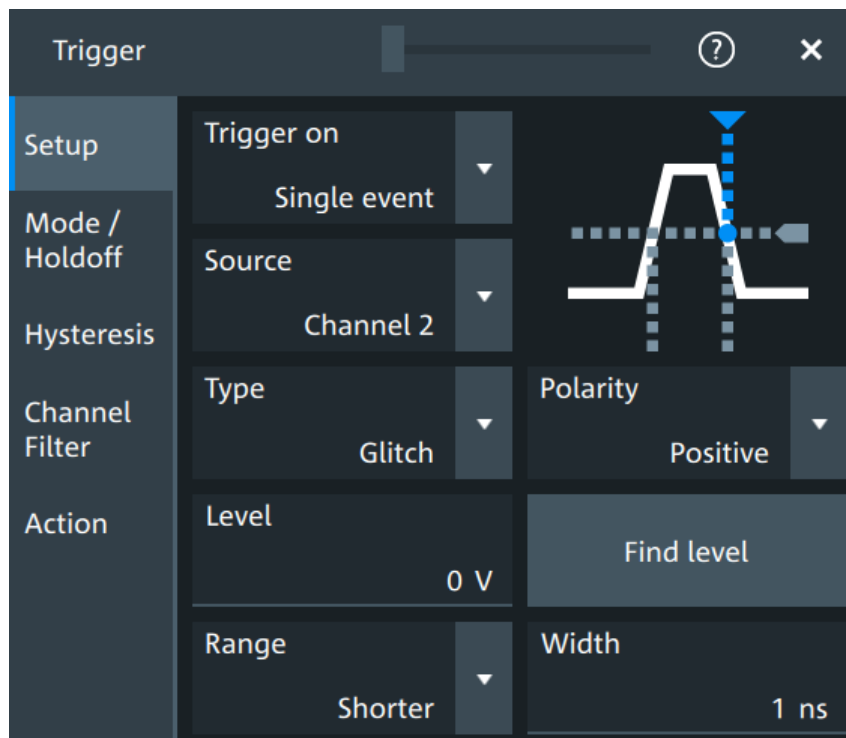 Trigger
?
Setup
Mode /
Holdoff
Hysteresis
Channel
Filter
Action
Trigger on
Single event
Source
Channel 2
Type
Glitch
Polarity
Positive
Level
0 V
Find level
Range
Shorter
Width
1 ns